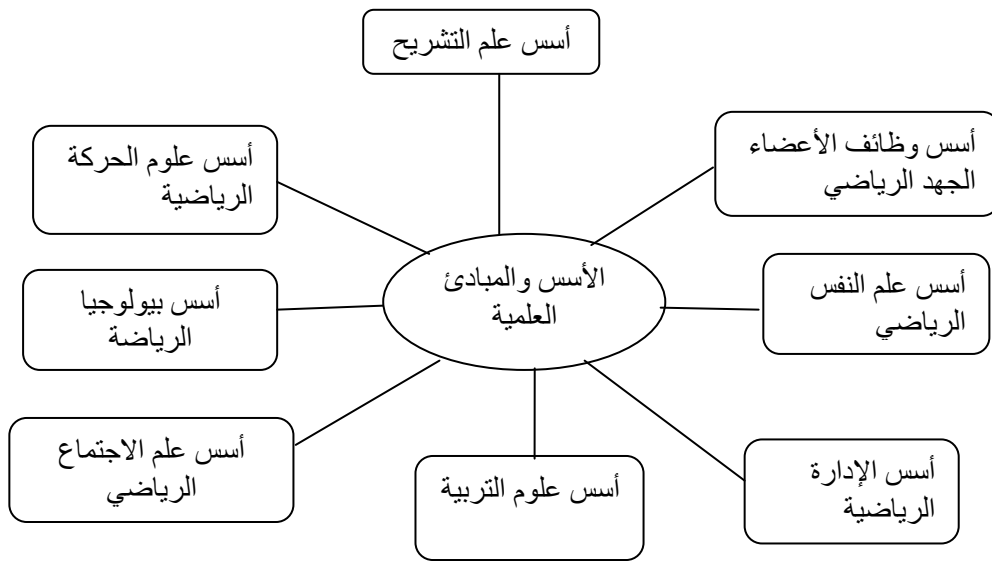 أسس علم التشريح
أسس وظائف الأعضاء
الجهد الرياضي
أسس علوم الحركة
الرياضية
الأسس والمبادئ
العلمية
أسس علم النفس
الرياضي
أسس بيولوجيا
الرياضة
أسس الإدارة
الرياضية
أسس علوم التربية
أسس علم الاجتماع
الرياضي